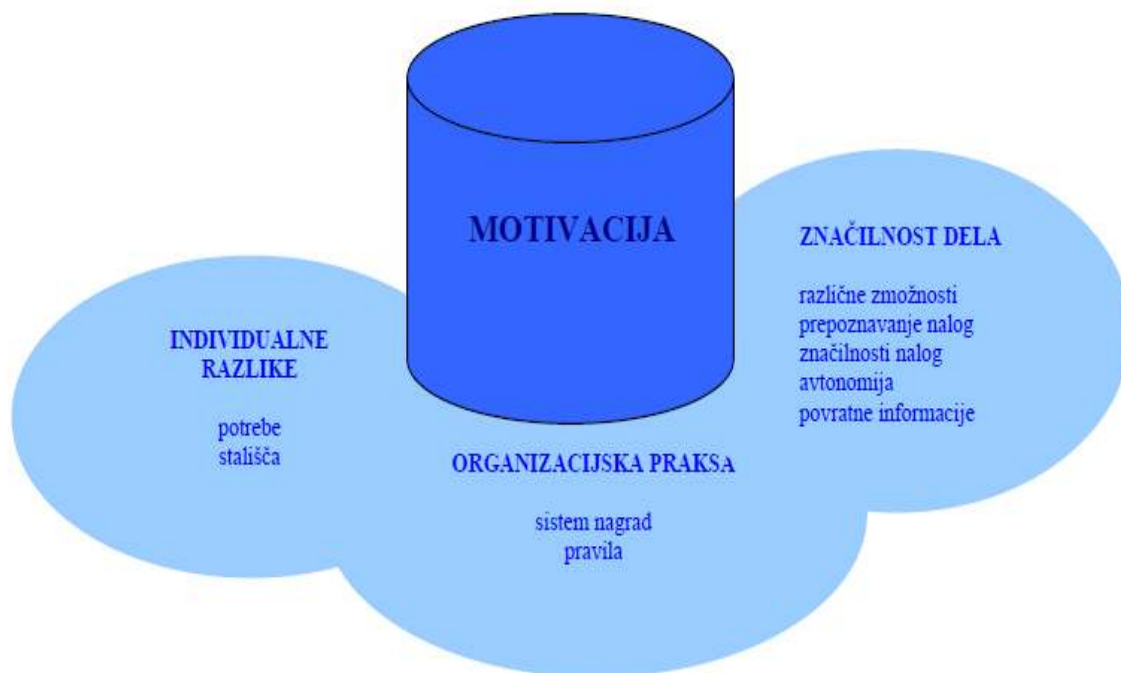 MOTIVACIJA
INDIVIDUALNE
RAZLIKE
potrebe
stališča
ORGANIZACIJSKA PRAKSA
sistem nagrad
pravila
ZNAČILNOST DELA
različne zmožnosti
prepoznavanje nalog
značilnosti nalog
avtonomija
povratne informacije